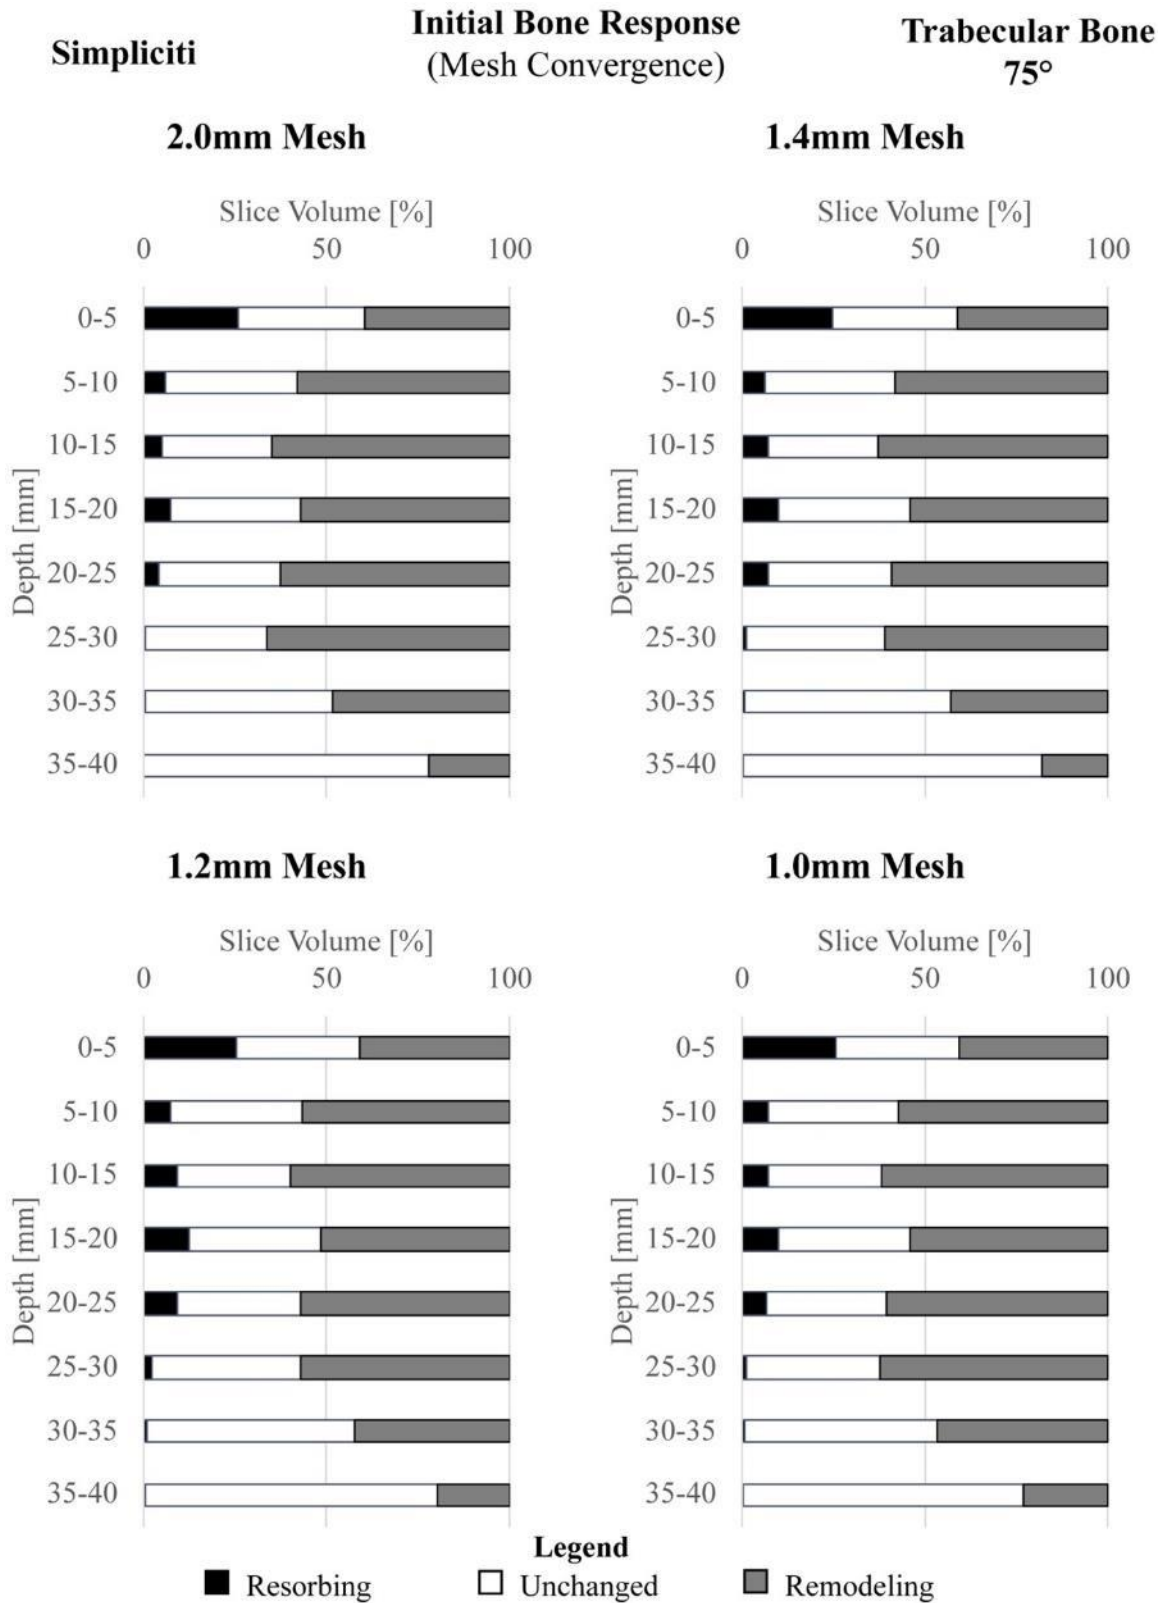 Simpliciti
Initial Bone Response
(Mesh Convergence)
Trabecular Bone
75°
2.0mm Mesh
Slice Volume [%]
0 50 100
Depth [mm]
0-5
5-10
10-15
15-20
20-25
25-30
30-35
35-40
1.4mm Mesh
Slice Volume [%]
0 50 100
Depth [mm]
0-5
5-10
10-15
15-20
20-25
25-30
30-35
35-40
1.2mm Mesh
Slice Volume [%]
0 50 100
Depth [mm]
0-5
5-10
10-15
15-20
20-25
25-30
30-35
35-40
1.0mm Mesh
Slice Volume [%]
0 50 100
Depth [mm]
0-5
5-10
10-15
15-20
20-25
25-30
30-35
35-40
Legend
Resorbing Unchanged Remodeling